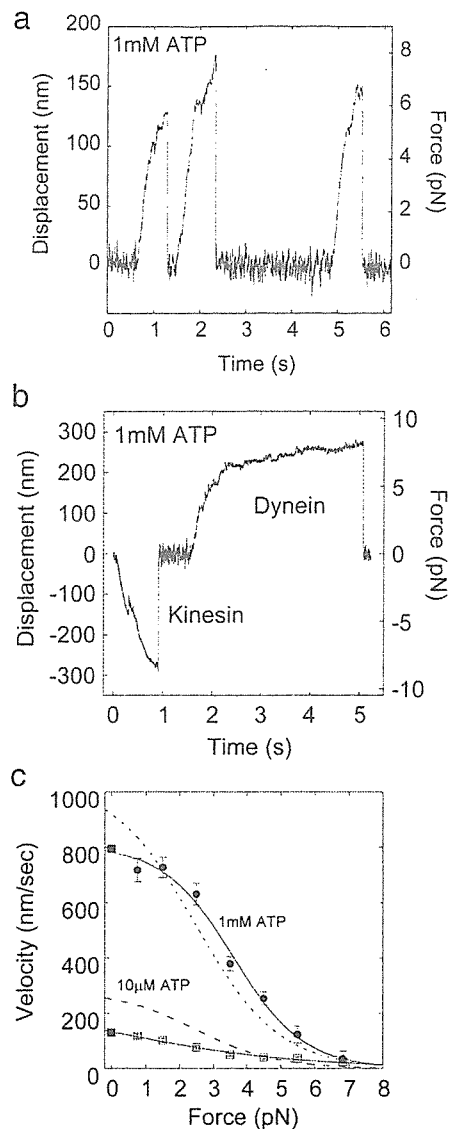 a
1mM ATP
Displacement (nm)
200
150
100
50
0
Force (pN)
8
6
4
2
0
0 1 2 3 4 5 6
Time (s)
b
1mM ATP
Displacement (nm)
300
200
100
0
-100
-200
-300
Force (pN)
10
5
0
-5
-10
Dynein
Kinesin
0 1 2 3 4 5
Time (s)
c
Velocity (nm/sec)
1000
800
600
400
200
0
1mM ATP
10µM ATP
0 1 2 3 4 5 6 7 8
Force (pN)